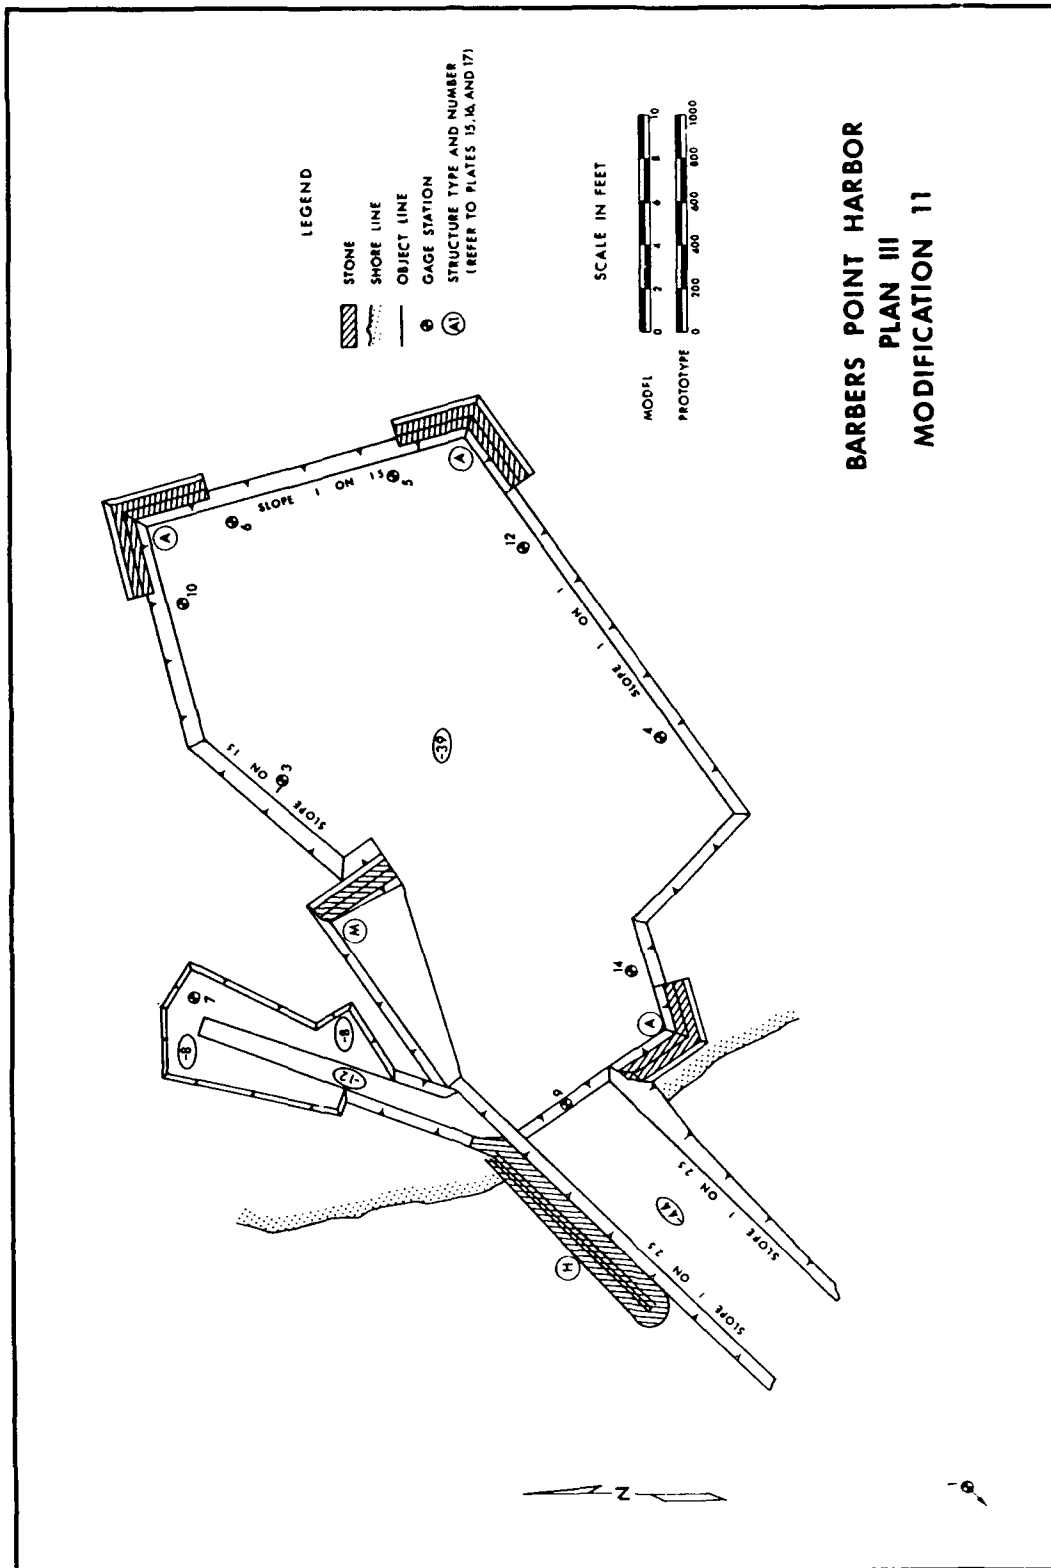 LEGEND
STONE
SHORE LINE
OBJECT LINE
GAGE STATION
A1
STRUCTURE TYPE AND NUMBER
(REFER TO PLATES 15,16, AND 17)
SCALE IN FEET
MODEL
0 2 4 6 8 10
PROTOTYPE
0 200 400 600 800 1000
BARBERS POINT HARBOR
PLAN III
MODIFICATION 11
A
A
6
SLOPE 1 ON 15
5
10
12
SLOPE 1 ON 1
3
SLOPE 1 ON 15
-39
4
M
7
-8
-8
-12
14
A
9
H
-44
SLOPE 1 ON 25
SLOPE 1 ON 25
N
1